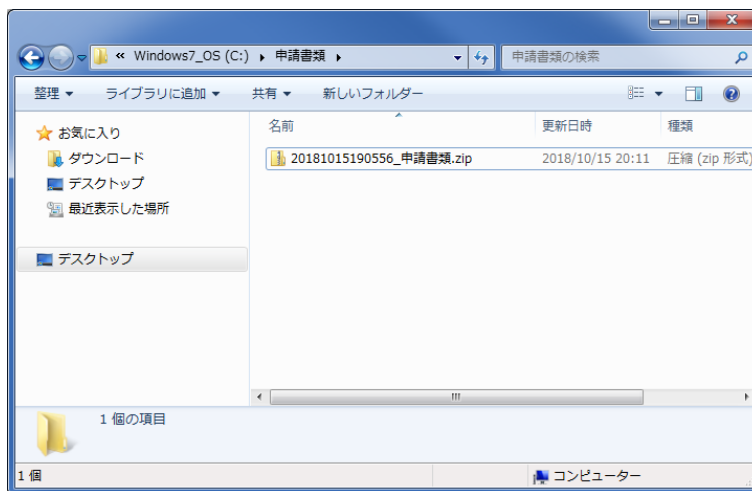 « Windows7_OS (C:) ▸ 申請書類 ▸
申請書類の検索
整理 ▼ ライブラリに追加 ▼ 共有 ▼ 新しいフォルダー
お気に入り
ダウンロード
デスクトップ
最近表示した場所
デスクトップ
名前 更新日時 種類
20181015190556_申請書類.zip 2018/10/15 20:11 圧縮 (zip 形式)
1 個の項目
1 個 コンピューター